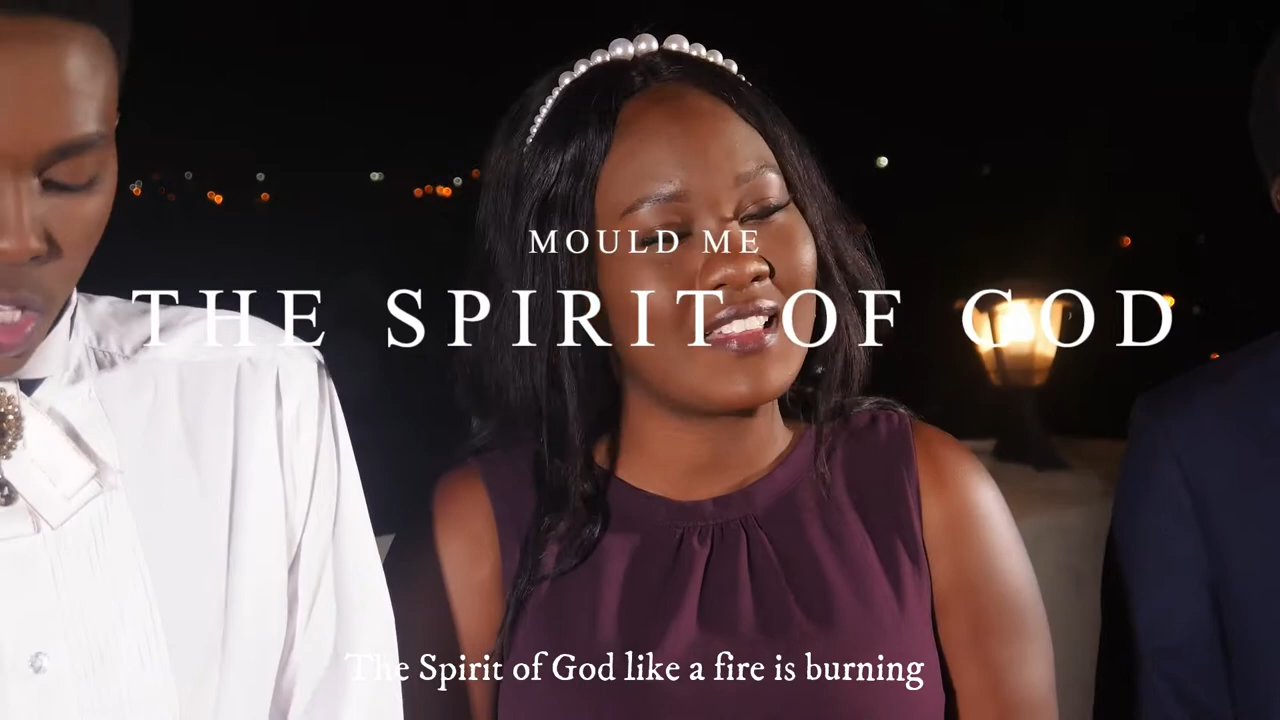 MOULD ME
THE SPIRIT OF GOD
The Spirit of God like a fire is burning